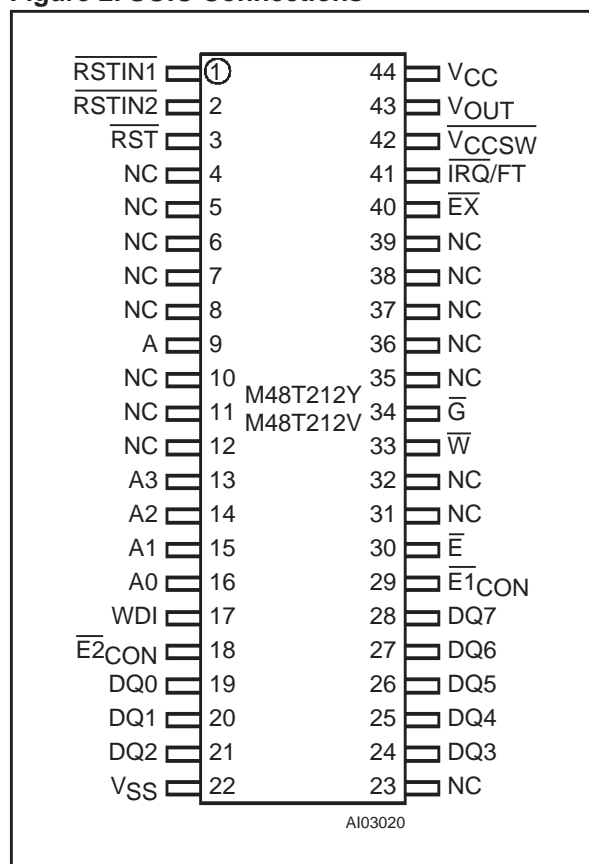 RSTIN1 1 44 VCC
RSTIN2 2 43 VOUT
RST 3 42 VCCSW
NC 4 41 IRQ/FT
NC 5 40 EX
NC 6 39 NC
NC 7 38 NC
NC 8 37 NC
A 9 36 NC
NC 10 35 NC
M48T212Y
NC 11 34 G
M48T212V
NC 12 33 W
A3 13 32 NC
A2 14 31 NC
A1 15 30 E
A0 16 29 E1CON
WDI 17 28 DQ7
E2CON 18 27 DQ6
DQ0 19 26 DQ5
DQ1 20 25 DQ4
DQ2 21 24 DQ3
VSS 22 23 NC
AI03020